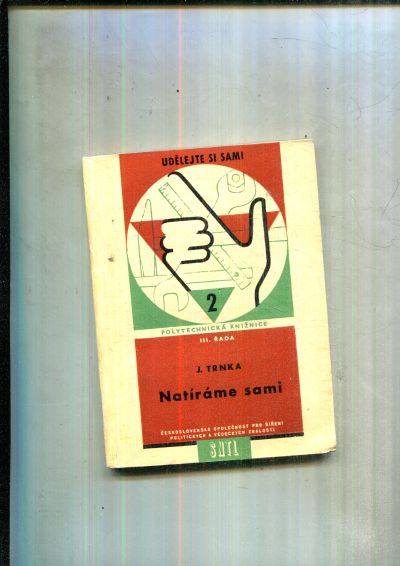 UDĚLEJTE SI SAMI
2
POLYTECHNICKÁ KNIŽNICE
III. ŘADA
J. TRNKA
Natíráme sami
ČESKOSLOVENSKÁ SPOLEČNOST PRO ŠÍŘENÍ
POLITICKÝCH A VĚDECKÝCH ZNALOSTÍ
SNTL